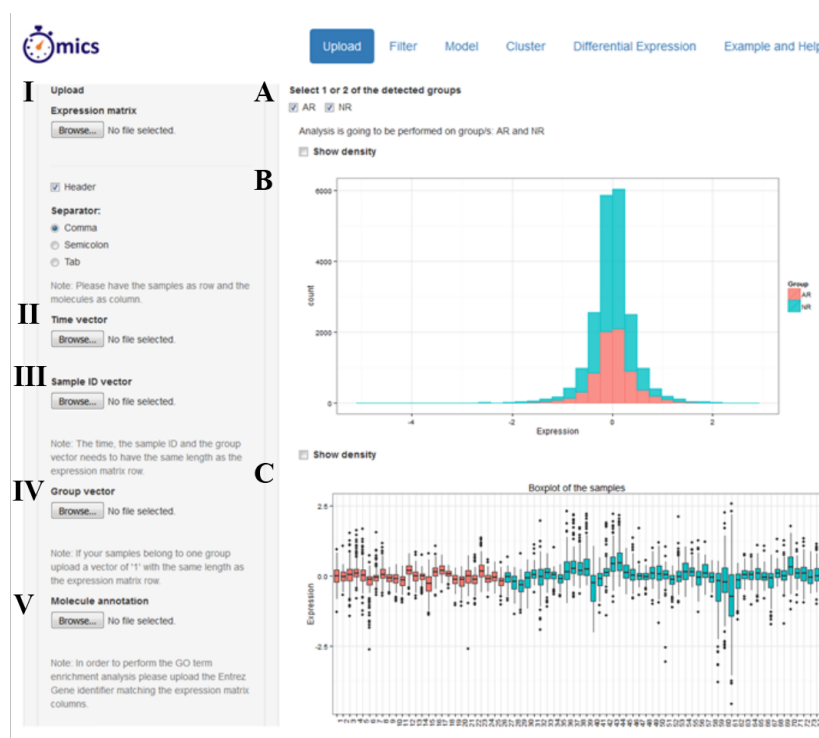 mics
Upload Filter Model Cluster Differential Expression Example and Help
I
Upload
Expression matrix
Browse... No file selected.
Header
Separator:
Comma
Semicolon
Tab
Note: Please have the samples as row and the
molecules as column.
II
Time vector
Browse... No file selected.
III
Sample ID vector
Browse... No file selected.
Note: The time, the sample ID and the group
vector needs to have the same length as the
expression matrix row.
IV
Group vector
Browse... No file selected.
Note: If your samples belong to one group
upload a vector of '1' with the same length as
the expression matrix row.
V
Molecule annotation
Browse... No file selected.
Note: In order to perform the GO term
enrichment analysis please upload the Entrez
Gene identifier matching the expression matrix
columns.
A
Select 1 or 2 of the detected groups
AR NR
Analysis is going to be performed on group/s: AR and NR
Show density
B
6000
4000
2000
0
count
-4 -2 0 2
Expression
Group
AR
NR
Show density
C
Boxplot of the samples
2.5
0.0
-2.5
Expression